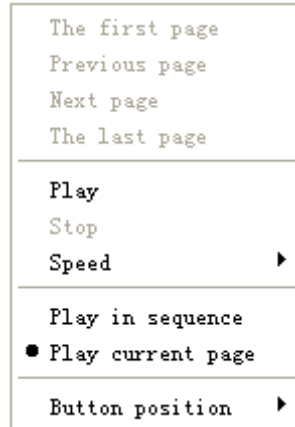 The first page
Previous page
Next page
The last page
Play
Stop
Speed
Play in sequence
Play current page
Button position